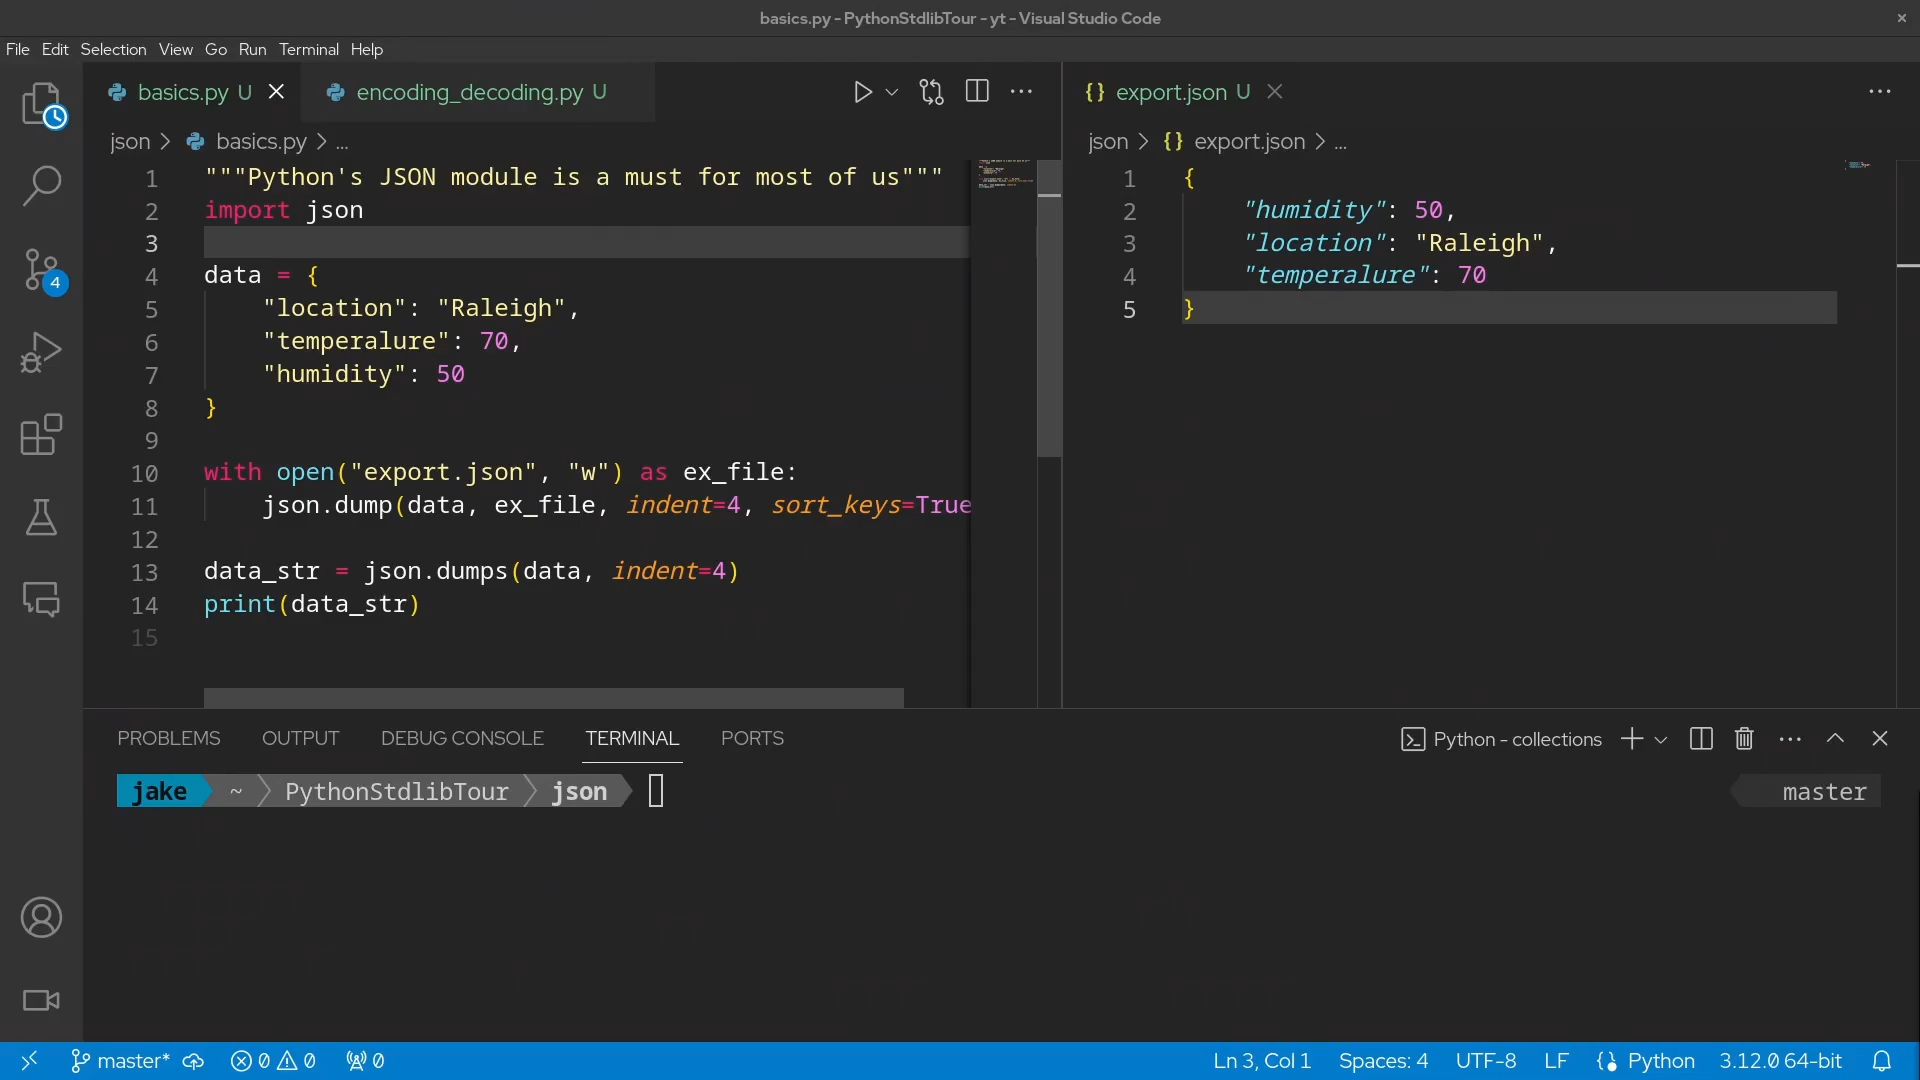 basics.py - PythonStdlibTour - yt - Visual Studio Code
File Edit Selection View Go Run Terminal Help
basics.py U
encoding_decoding.py U
export.json U
json > basics.py > ...
json > {} export.json > ...
1 """Python's JSON module is a must for most of us"""
2 import json
3
4 data = {
5 "location": "Raleigh",
6 "temperalure": 70,
7 "humidity": 50
8 }
9
10 with open("export.json", "w") as ex_file:
11 json.dump(data, ex_file, indent=4, sort_keys=True
12
13 data_str = json.dumps(data, indent=4)
14 print(data_str)
15
1 {
2 "humidity": 50,
3 "location": "Raleigh",
4 "temperalure": 70
5 }
4
PROBLEMS OUTPUT DEBUG CONSOLE TERMINAL PORTS
Python - collections
jake ~ PythonStdlibTour json
master
master* 0 0 0
Ln 3, Col 1 Spaces: 4 UTF-8 LF Python 3.12.0 64-bit